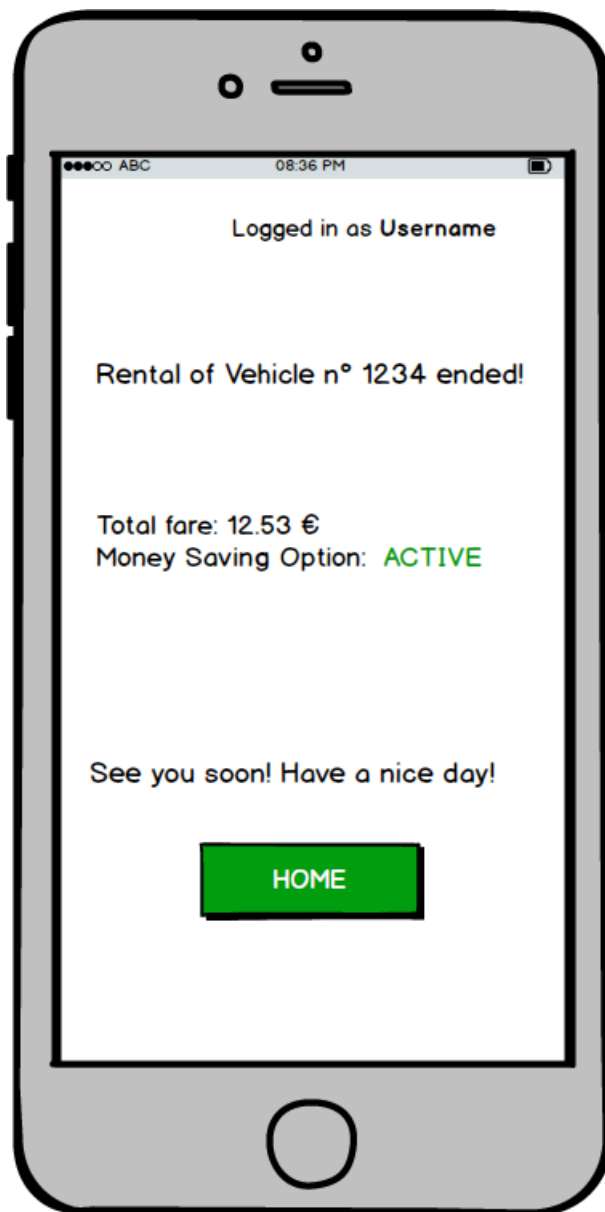 ABC 08:36 PM
Logged in as Username
Rental of Vehicle n° 1234 ended!
Total fare: 12.53 €
Money Saving Option: ACTIVE
See you soon! Have a nice day!
HOME